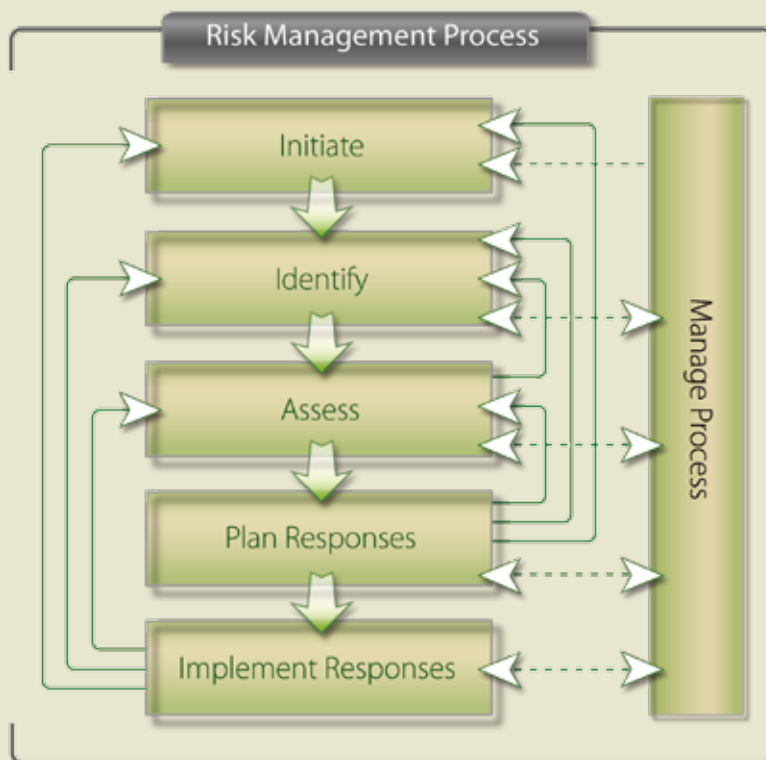 Risk Management Process
Initiate
Identify
Assess
Plan Responses
Implement Responses
Manage Process